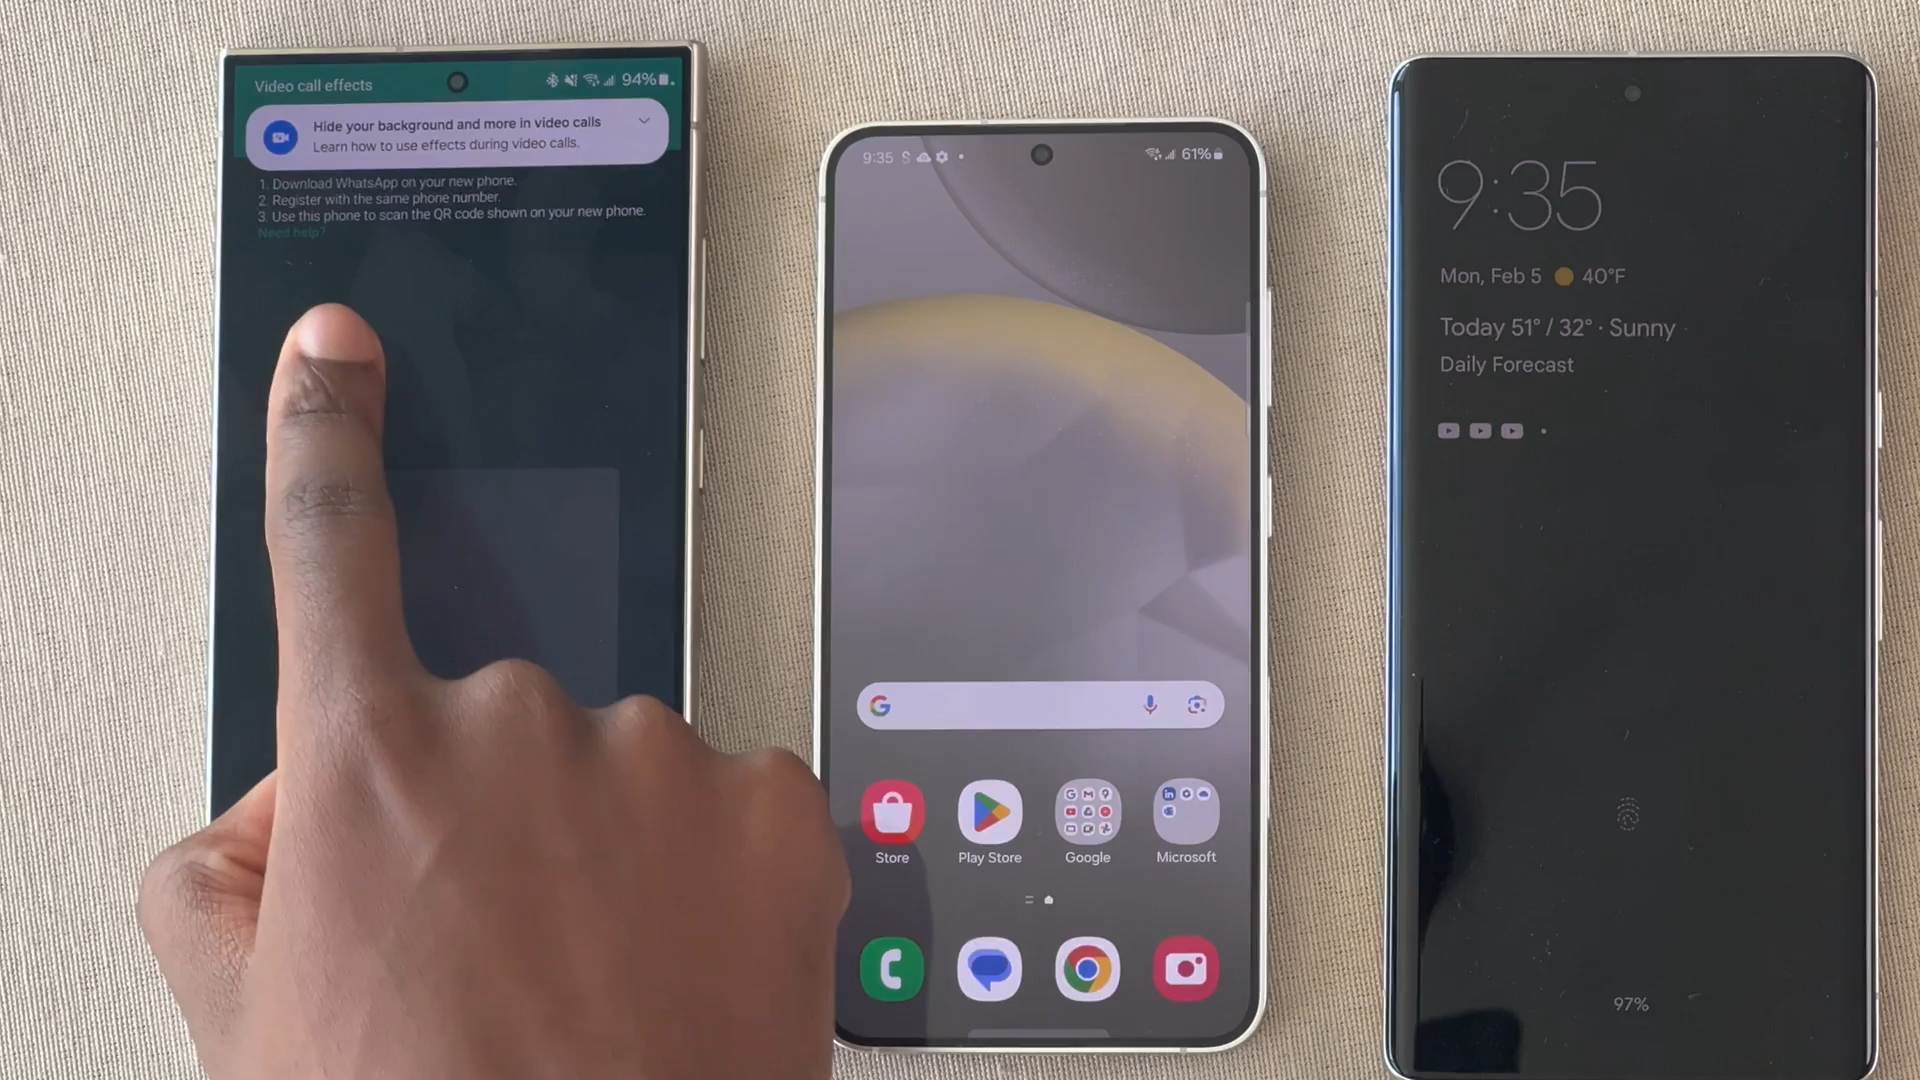 Video call effects
94%
Hide your background and more in video calls
Learn how to use effects during video calls.
1. Download WhatsApp on your new phone.
2. Register with the same phone number.
3. Use this phone to scan the QR code shown on your new phone.
Need help?
9:35
61%
Store
Play Store
Google
Microsoft
9:35
Mon, Feb 5 40°F
Today 51° / 32° · Sunny
Daily Forecast
97%